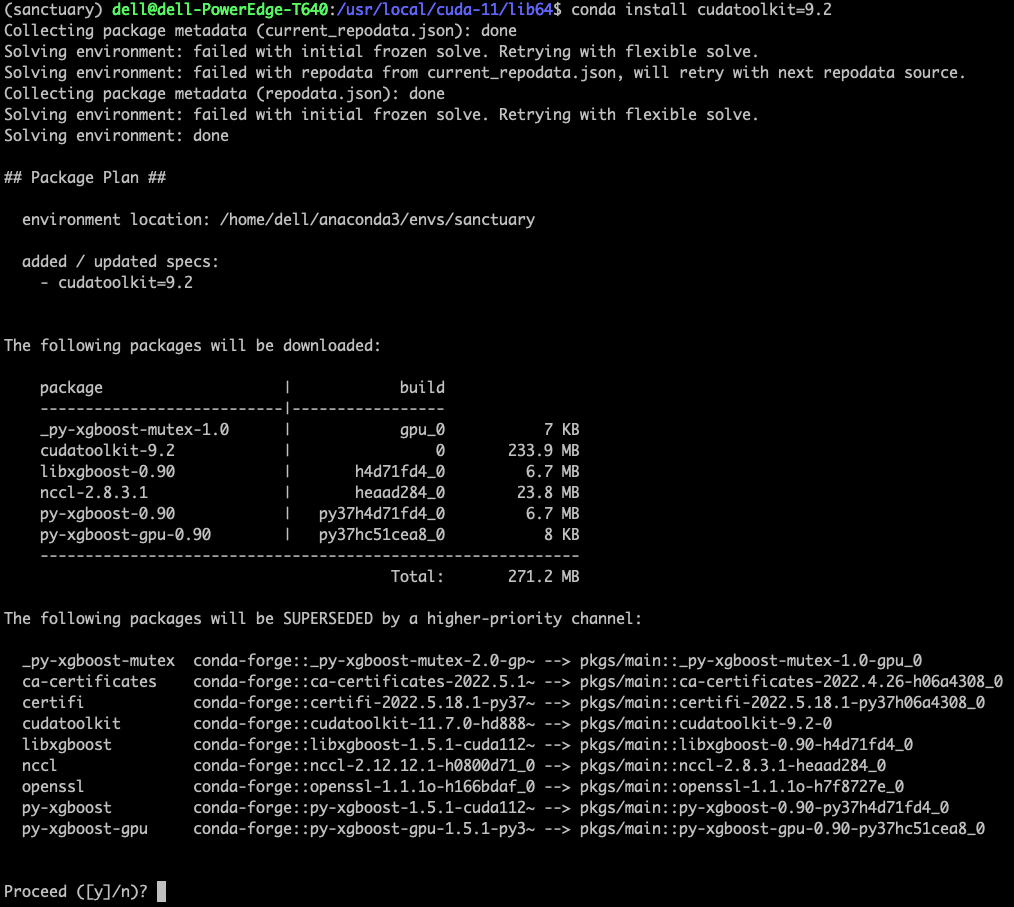 (sanctuary) dell@dell-PowerEdge-T640:/usr/local/cuda-11/lib64$ conda install cudatoolkit=9.2
Collecting package metadata (current_repodata.json): done
Solving environment: failed with initial frozen solve. Retrying with flexible solve.
Solving environment: failed with repodata from current_repodata.json, will retry with next repodata source.
Collecting package metadata (repodata.json): done
Solving environment: failed with initial frozen solve. Retrying with flexible solve.
Solving environment: done
## Package Plan ##
environment location: /home/dell/anaconda3/envs/sanctuary
added / updated specs:
- cudatoolkit=9.2
The following packages will be downloaded:
package | build
---------------------------|-----------------
_py-xgboost-mutex-1.0 | gpu_0 7 KB
cudatoolkit-9.2 | 0 233.9 MB
libxgboost-0.90 | h4d71fd4_0 6.7 MB
nccl-2.8.3.1 | heaad284_0 23.8 MB
py-xgboost-0.90 | py37h4d71fd4_0 6.7 MB
py-xgboost-gpu-0.90 | py37hc51cea8_0 8 KB
------------------------------------------------------------
Total: 271.2 MB
The following packages will be SUPERSEDED by a higher-priority channel:
_py-xgboost-mutex conda-forge::_py-xgboost-mutex-2.0-gp~ --> pkgs/main::_py-xgboost-mutex-1.0-gpu_0
ca-certificates conda-forge::ca-certificates-2022.5.1~ --> pkgs/main::ca-certificates-2022.4.26-h06a4308_0
certifi conda-forge::certifi-2022.5.18.1-py37~ --> pkgs/main::certifi-2022.5.18.1-py37h06a4308_0
cudatoolkit conda-forge::cudatoolkit-11.7.0-hd888~ --> pkgs/main::cudatoolkit-9.2-0
libxgboost conda-forge::libxgboost-1.5.1-cuda112~ --> pkgs/main::libxgboost-0.90-h4d71fd4_0
nccl conda-forge::nccl-2.12.12.1-h0800d71_0 --> pkgs/main::nccl-2.8.3.1-heaad284_0
openssl conda-forge::openssl-1.1.1o-h166bdaf_0 --> pkgs/main::openssl-1.1.1o-h7f8727e_0
py-xgboost conda-forge::py-xgboost-1.5.1-cuda112~ --> pkgs/main::py-xgboost-0.90-py37h4d71fd4_0
py-xgboost-gpu conda-forge::py-xgboost-gpu-1.5.1-py3~ --> pkgs/main::py-xgboost-gpu-0.90-py37hc51cea8_0
Proceed ([y]/n)?